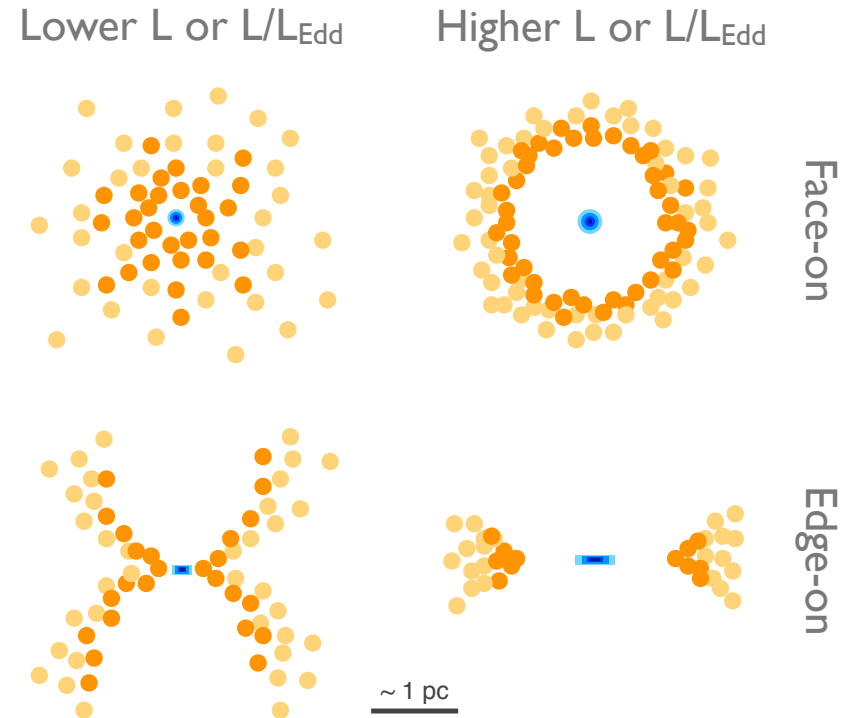 Lower L or L/LEdd
Higher L or L/LEdd
Face-on
Edge-on
~ 1 pc